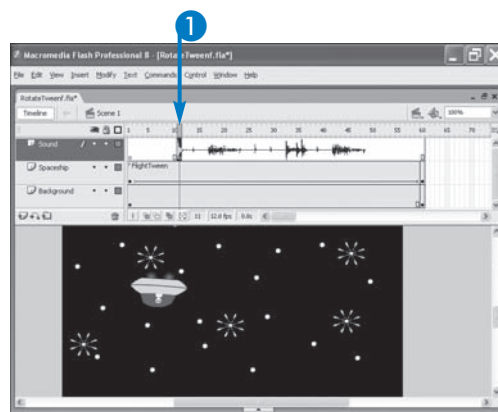 1
Macromedia Flash Professional 8 - [RotateTweenf.fla*]
File Edit View Insert Modify Text Commands Control Window Help
RotateTweenf.fla*
Timeline Scene 1 100%
1 5 10 15 20 25 30 35 40 45 50 55 60 65 70
Sound
Spaceship FlightTween
Background
11 12.0 fps 0.8s